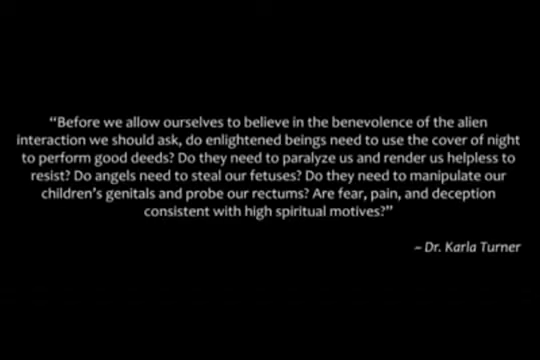 “Before we allow ourselves to believe in the benevolence of the alien
interaction we should ask, do enlightened beings need to use the cover of night
to perform good deeds? Do they need to paralyze us and render us helpless to
resist? Do angels need to steal our fetuses? Do they need to manipulate our
children’s genitals and probe our rectums? Are fear, pain, and deception
consistent with high spiritual motives?”
~ Dr. Karla Turner